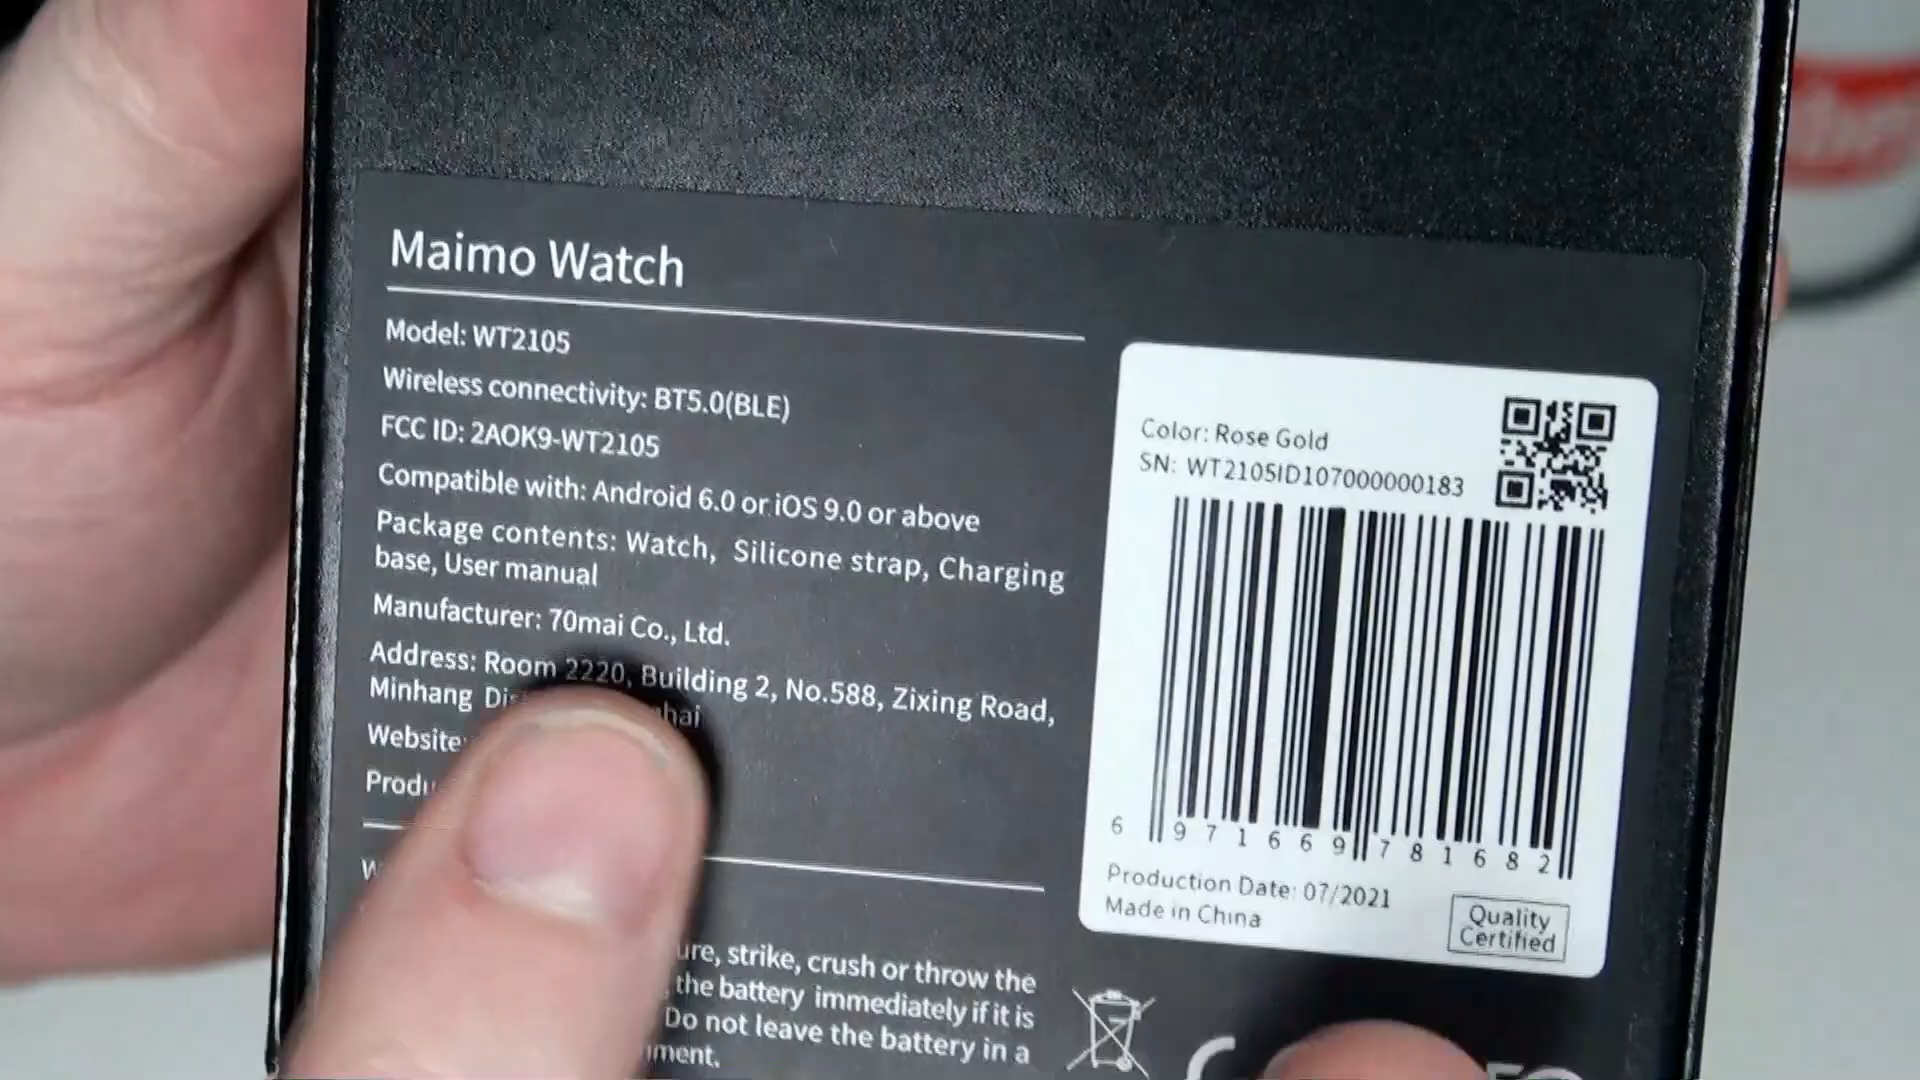 Maimo Watch
Model: WT2105
Wireless connectivity: BT5.0(BLE)
FCC ID: 2AOK9-WT2105
Compatible with: Android 6.0 or iOS 9.0 or above
Package contents: Watch, Silicone strap, Charging
base, User manual
Manufacturer: 70mai Co., Ltd.
Address: Room 2220, Building 2, No.588, Zixing Road,
Minhang
Website:
strike, crush or throw the
the battery immediately if it is
Do not leave the battery in a
Color: Rose Gold
SN: WT2105ID107000000183
6 971669 781682
Production Date: 07/2021
Made in China
Quality
Certified